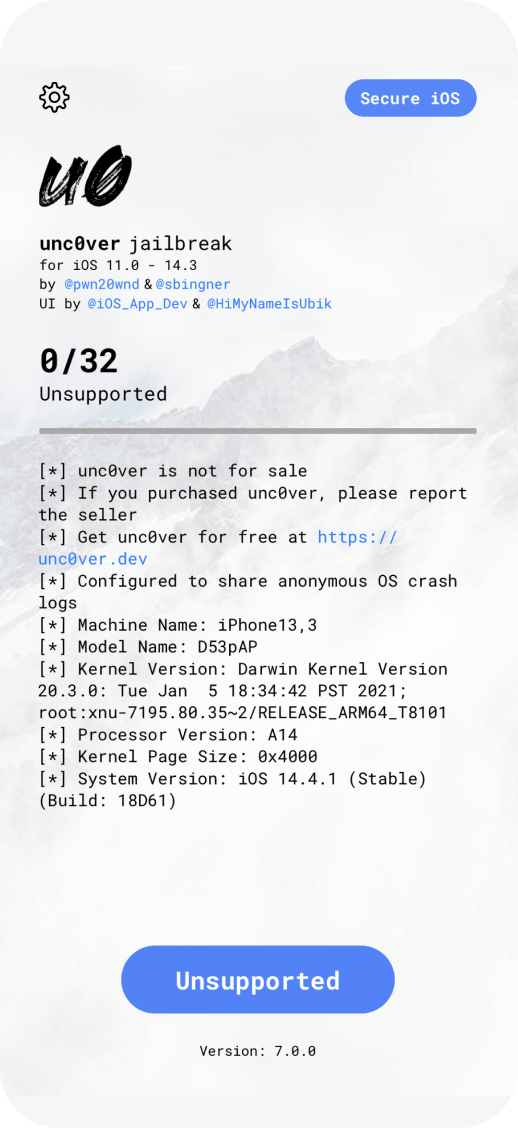 Secure iOS
u0
unc0ver jailbreak
for iOS 11.0 - 14.3
by @pwn20wnd & @sbingner
UI by @iOS_App_Dev & @HiMyNameIsUbik
0/32
Unsupported
[*] unc0ver is not for sale
[*] If you purchased unc0ver, please report
the seller
[*] Get unc0ver for free at https://
unc0ver.dev
[*] Configured to share anonymous OS crash
logs
[*] Machine Name: iPhone13,3
[*] Model Name: D53pAP
[*] Kernel Version: Darwin Kernel Version
20.3.0: Tue Jan  5 18:34:42 PST 2021;
root:xnu-7195.80.35~2/RELEASE_ARM64_T8101
[*] Processor Version: A14
[*] Kernel Page Size: 0x4000
[*] System Version: iOS 14.4.1 (Stable)
(Build: 18D61)
Unsupported
Version: 7.0.0